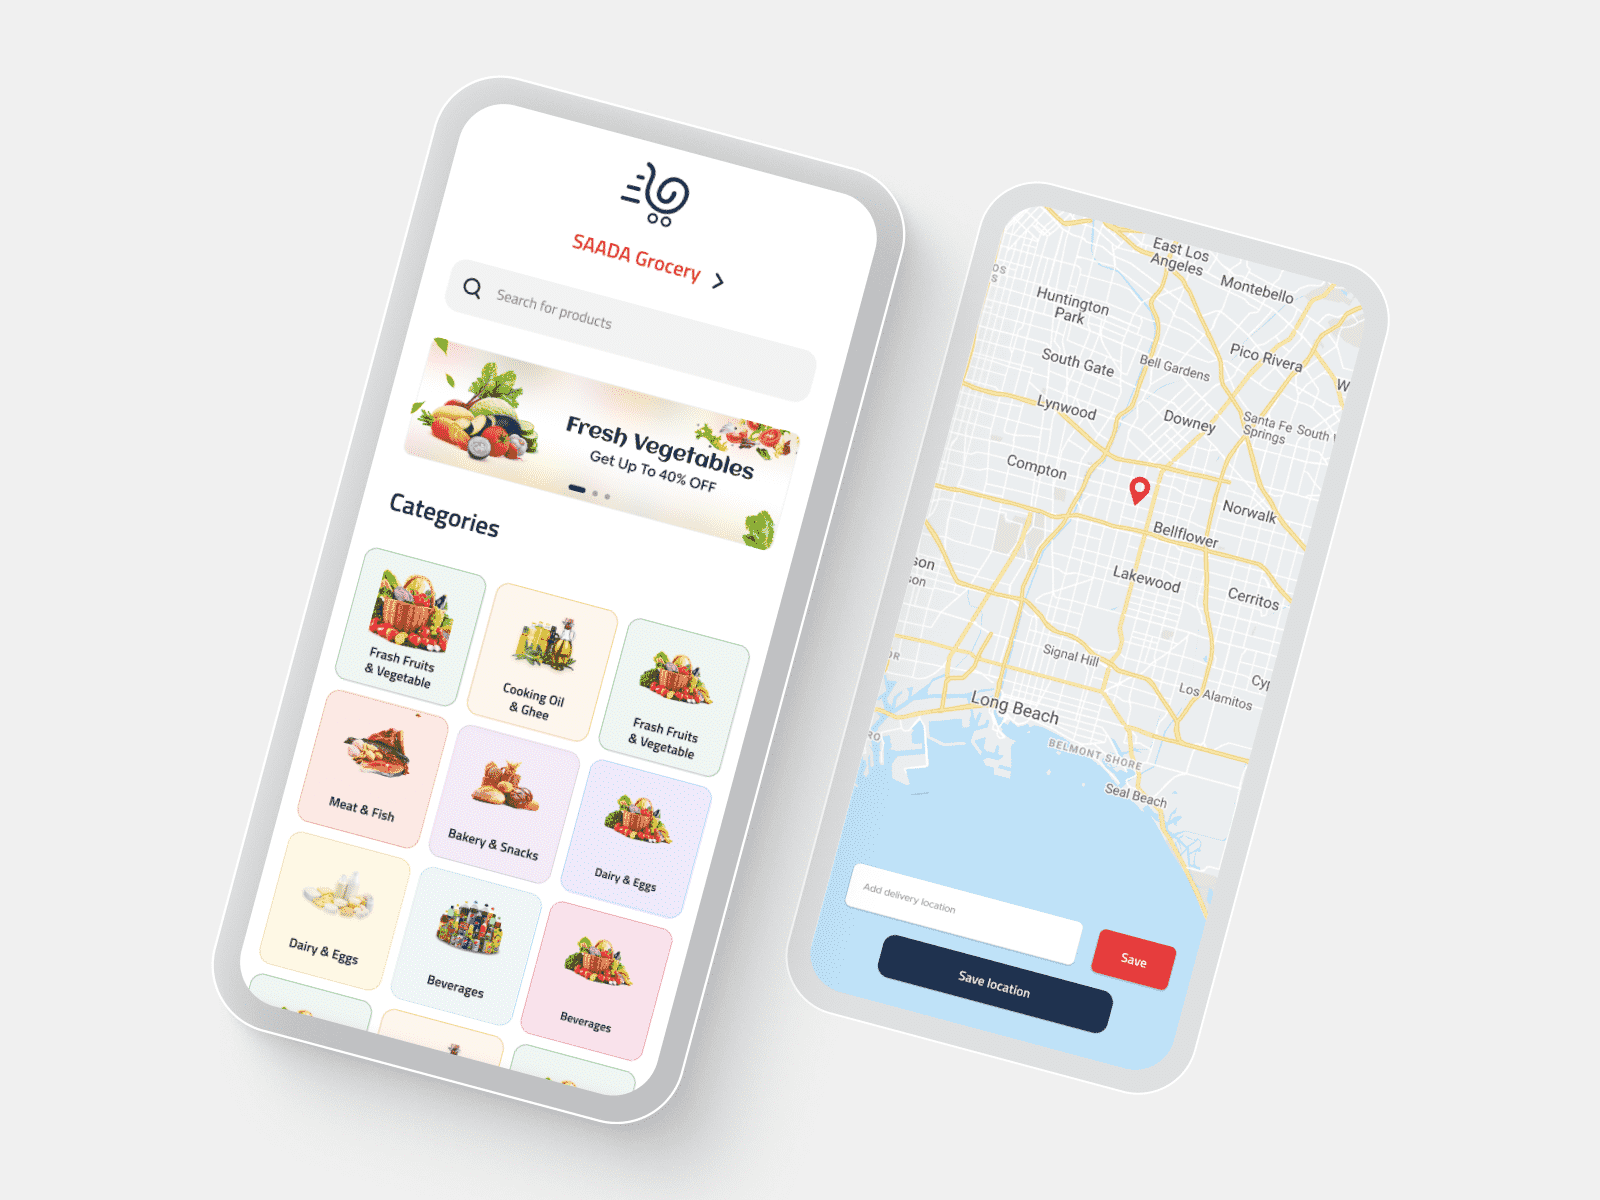 SAADA Grocery
Search for products
Fresh Vegetables
Get Up To 40% OFF
Categories
Frash Fruits
& Vegetable
Cooking Oil
& Ghee
Frash Fruits
& Vegetable
Meat & Fish
Bakery & Snacks
Dairy & Eggs
Dairy & Eggs
Beverages
Beverages
East Los
Angeles
Montebello
Huntington
Park
Pico Rivera
South Gate
Bell Gardens
Lynwood
Downey
Santa Fe
Springs
South
Compton
Norwalk
Bellflower
Lakewood
Cerritos
Signal Hill
Los Alamitos
Long Beach
BELMONT SHORE
Seal Beach
Add delivery location
Save
Save location